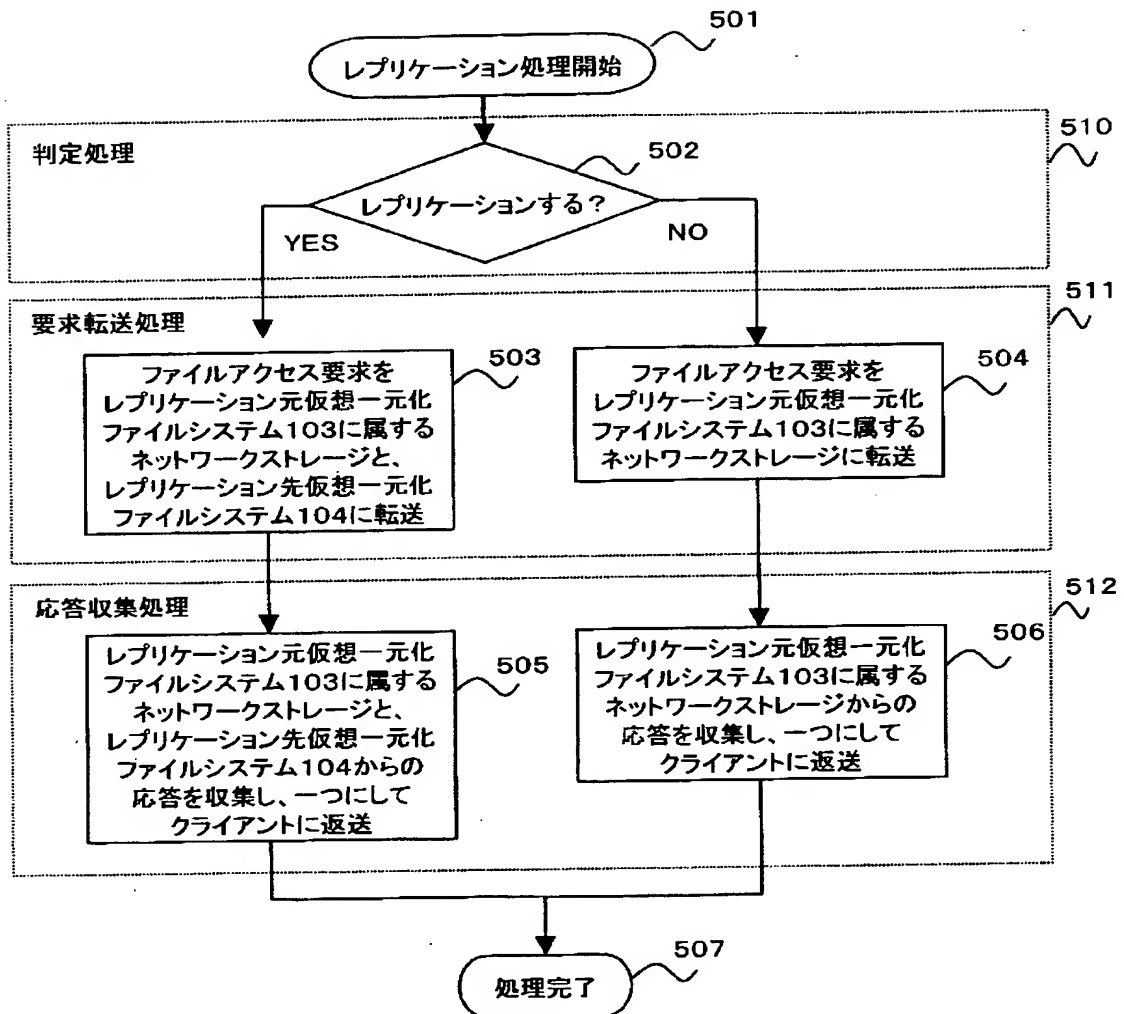 501
レプリケーション処理開始
510
判定処理
502
レプリケーションする?
YES
NO
511
要求転送処理
503
ファイルアクセス要求を
レプリケーション元仮想一元化
ファイルシステム103に属する
ネットワークストレージと、
レプリケーション先仮想一元化
ファイルシステム104に転送
504
ファイルアクセス要求を
レプリケーション元仮想一元化
ファイルシステム103に属する
ネットワークストレージに転送
512
応答収集処理
505
レプリケーション元仮想一元化
ファイルシステム103に属する
ネットワークストレージと、
レプリケーション先仮想一元化
ファイルシステム104からの
応答を収集し、一つにして
クライアントに返送
506
レプリケーション元仮想一元化
ファイルシステム103に属する
ネットワークストレージからの
応答を収集し、一つにして
クライアントに返送
507
処理完了